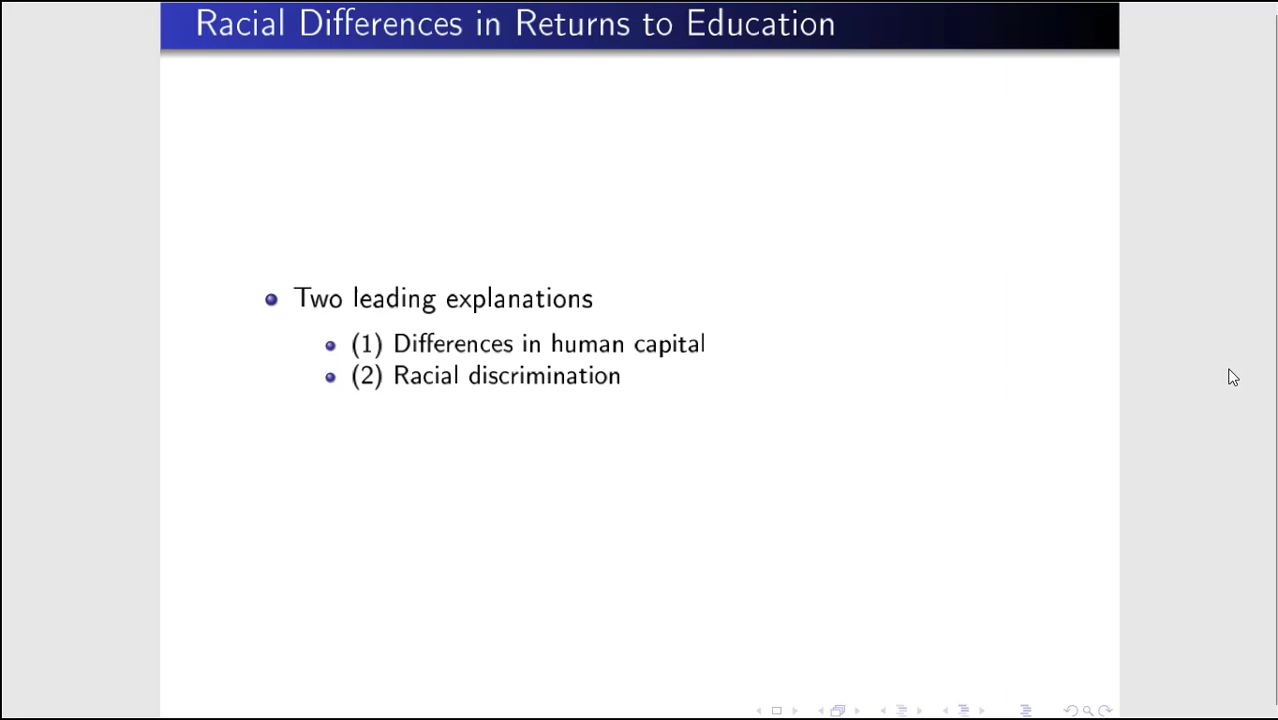 Racial Differences in Returns to Education
Two leading explanations
(1) Differences in human capital
(2) Racial discrimination